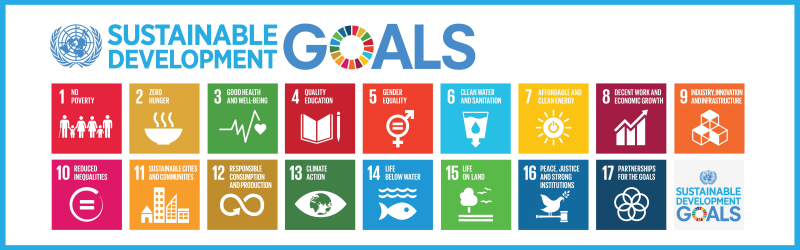 SUSTAINABLE
DEVELOPMENT
GOALS
1 NO
POVERTY
2 ZERO
HUNGER
3 GOOD HEALTH
AND WELL-BEING
4 QUALITY
EDUCATION
5 GENDER
EQUALITY
6 CLEAN WATER
AND SANITATION
7 AFFORDABLE AND
CLEAN ENERGY
8 DECENT WORK AND
ECONOMIC GROWTH
9 INDUSTRY, INNOVATION
AND INFRASTRUCTURE
10 REDUCED
INEQUALITIES
11 SUSTAINABLE CITIES
AND COMMUNITIES
12 RESPONSIBLE
CONSUMPTION
AND PRODUCTION
13 CLIMATE
ACTION
14 LIFE
BELOW WATER
15 LIFE
ON LAND
16 PEACE, JUSTICE
AND STRONG
INSTITUTIONS
17 PARTNERSHIPS
FOR THE GOALS
SUSTAINABLE
DEVELOPMENT
GOALS